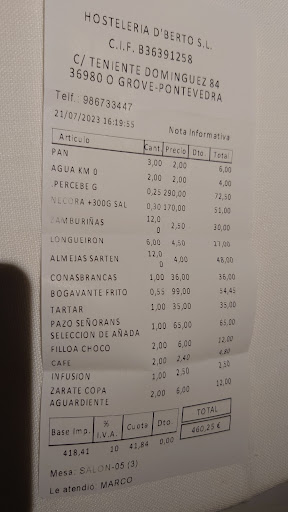 HOSTELERIA D'BERTO S.L.
C.I.F. B36391258
C/ TENIENTE DOMINGUEZ 84
36980 O GROVE-PONTEVEDRA
Telf.: 986733447
21/07/2023 16:19:55 Nota Informativa
Artículo Cant. Precio Dto. Total
PAN 3,00 2,00 6,00
AGUA KM 0 2,00 2,00 4,00
PERCEBE G 0,25 290,00 72,50
NECORA +300G SAL 0,30 170,00 51,00
ZAMBURIÑAS 12,0
0 2,50 30,00
LONGUEIRON 6,00 4,50
ALMEJAS SARTEN 12,0
0 4,00 48,00
CONASBRANCAS 1,00 36,00 36,00
BOGAVANTE FRITO 0,55 99,00 54,45
TARTAR 1,00 35,00 35,00
PAZO SEÑORANS 1,00 65,00 65,00
SELECCION DE AÑADA
FILLOA CHOCO 2,00 6,00 12,00
CAFE 2,00 2,40 4,80
INFUSION 1,00 2,50 2,50
ZARATE COPA 2,00 6,00 12,00
AGUARDIENTE
Base Imp. % I.V.A. Cuota Dto. TOTAL
418,41 10 41,84 0,00 460,25 €
Mesa: SALON-05 (3)
Le atendio: MARCO